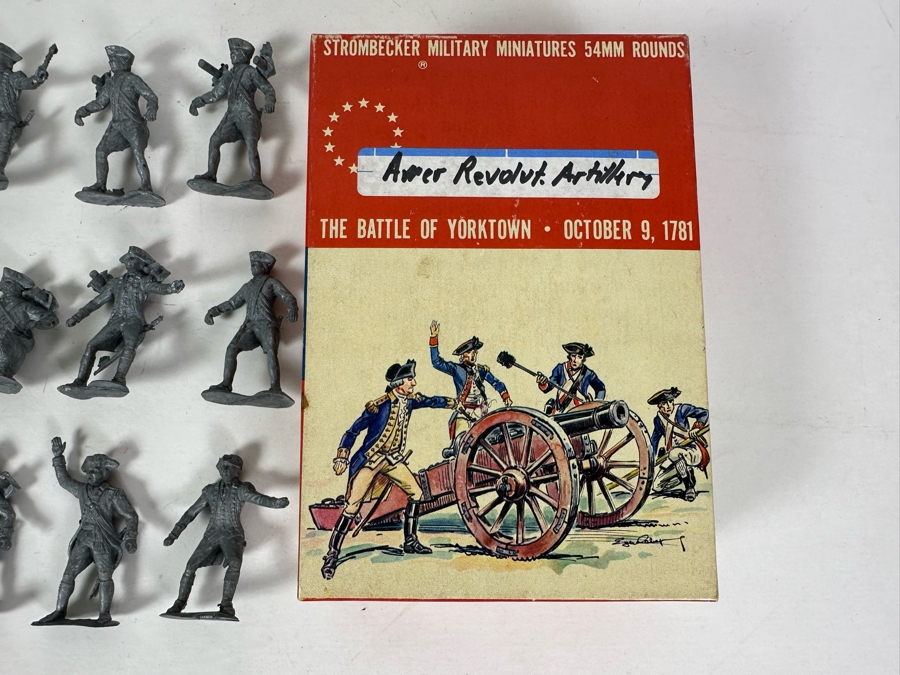 STROMBECKER MILITARY MINIATURES 54MM ROUNDS
®
Amer Revolut. Artillery
THE BATTLE OF YORKTOWN • OCTOBER 9, 1781